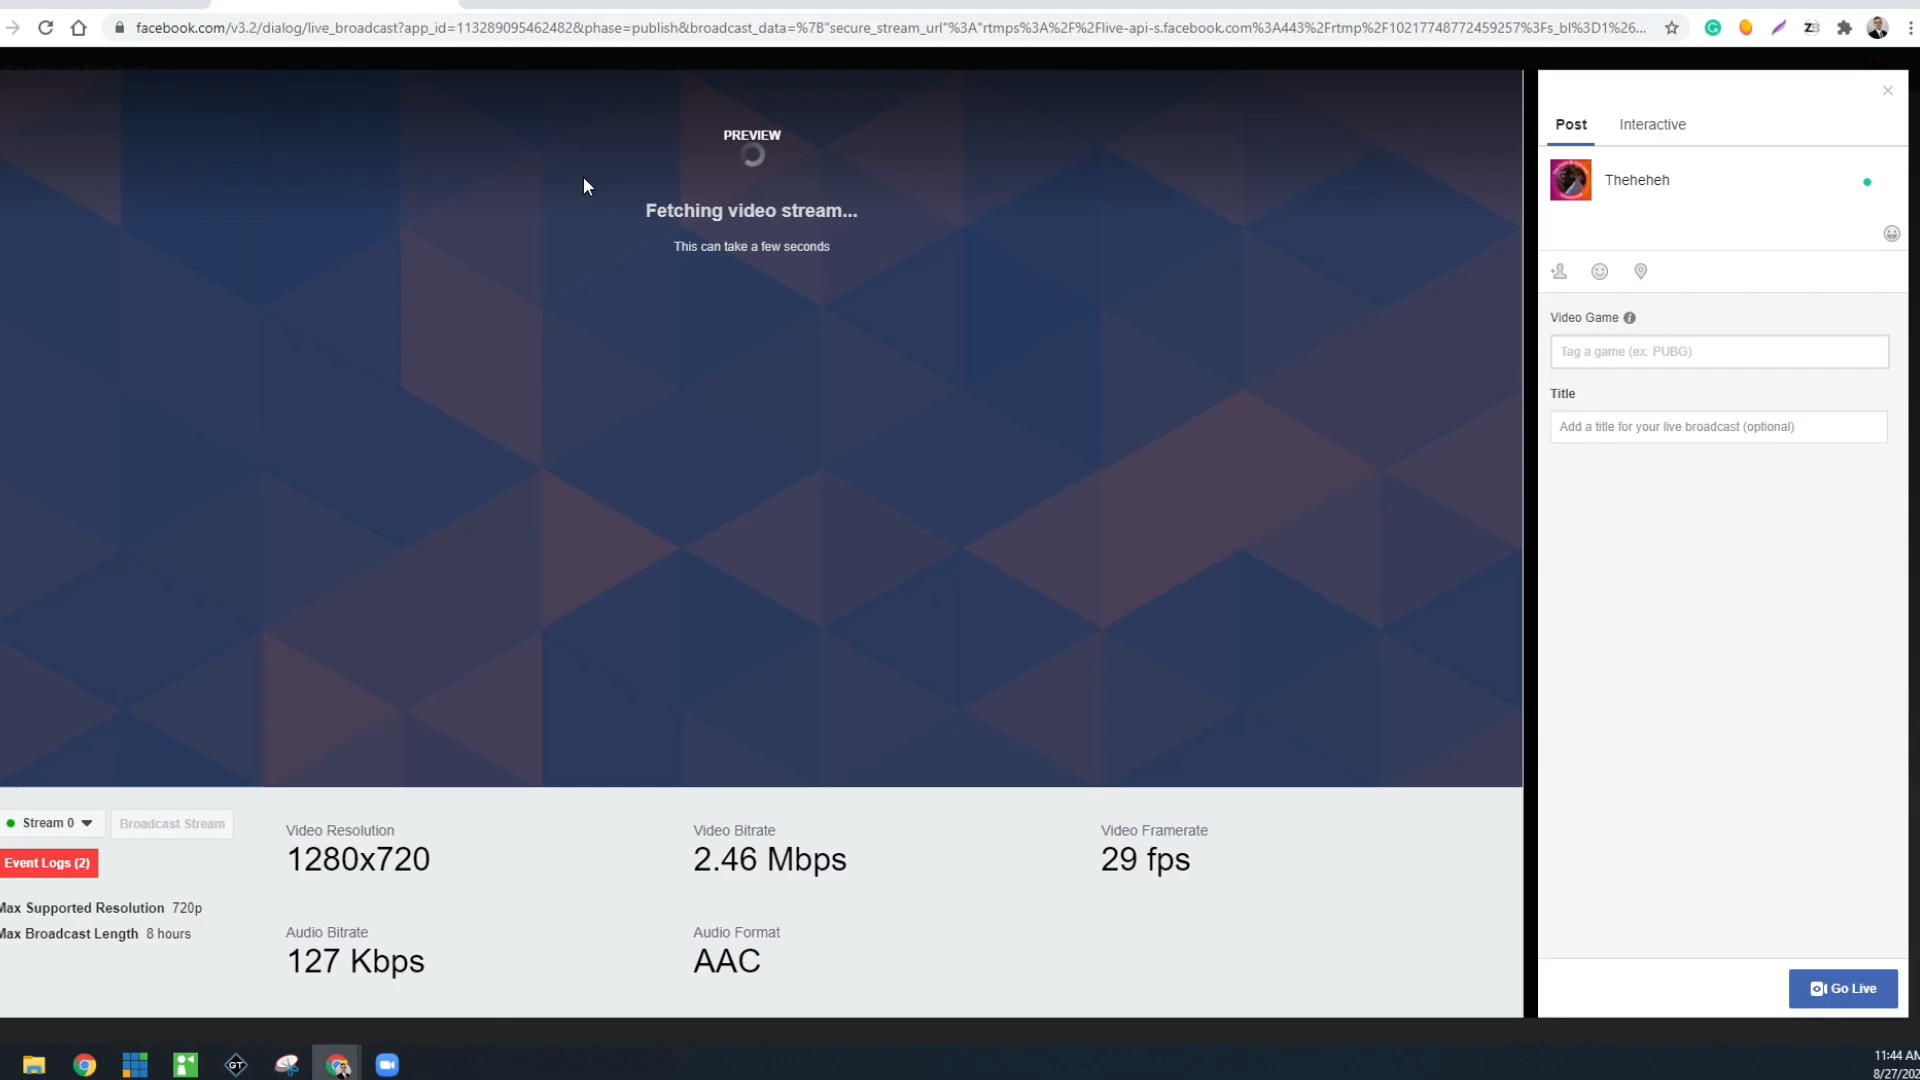 facebook.com/v3.2/dialog/live_broadcast?app_id=113289095462482&phase=publish&broadcast_data=%7B"secure_stream_url"%3A"rtmps%3A%2F%2Flive-api-s.facebook.com%3A443%2Frtmp%2F10217748772459257%3Fs_bl%3D1%26...
PREVIEW
Fetching video stream...
This can take a few seconds
Post
Interactive
Theheheh
Video Game
Tag a game (ex: PUBG)
Title
Add a title for your live broadcast (optional)
Go Live
Stream 0
Broadcast Stream
Event Logs (2)
Max Supported Resolution 720p
Max Broadcast Length 8 hours
Video Resolution
1280x720
Video Bitrate
2.46 Mbps
Video Framerate
29 fps
Audio Bitrate
127 Kbps
Audio Format
AAC
GT
11:44 AM
8/27/202